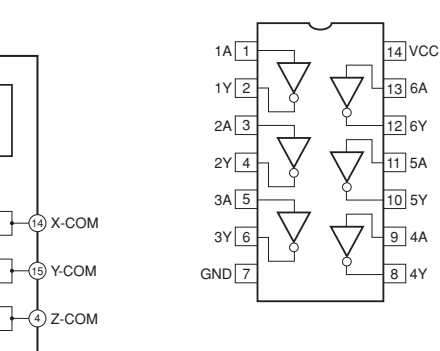 14 X-COM
15 Y-COM
4 Z-COM
1A 1
1Y 2
2A 3
2Y 4
3A 5
3Y 6
GND 7
14 VCC
13 6A
12 6Y
11 5A
10 5Y
9 4A
8 4Y